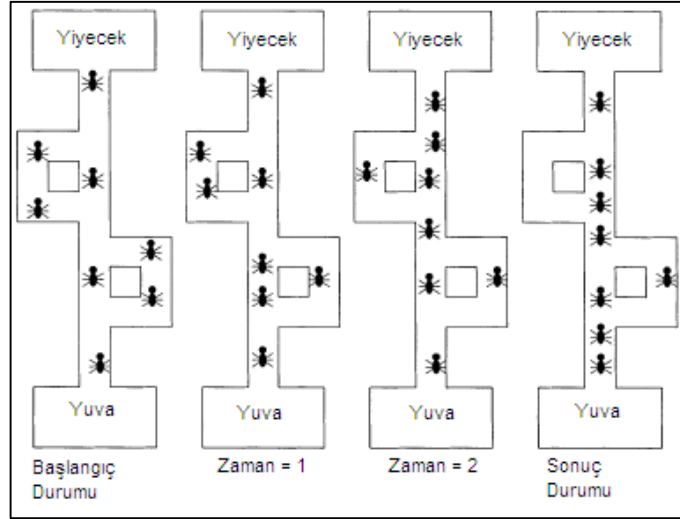 Yiyecek
Yiyecek
Yiyecek
Yiyecek
Yuva
Yuva
Yuva
Yuva
Başlangıç
Durumu
Zaman = 1
Zaman = 2
Sonuç
Durumu